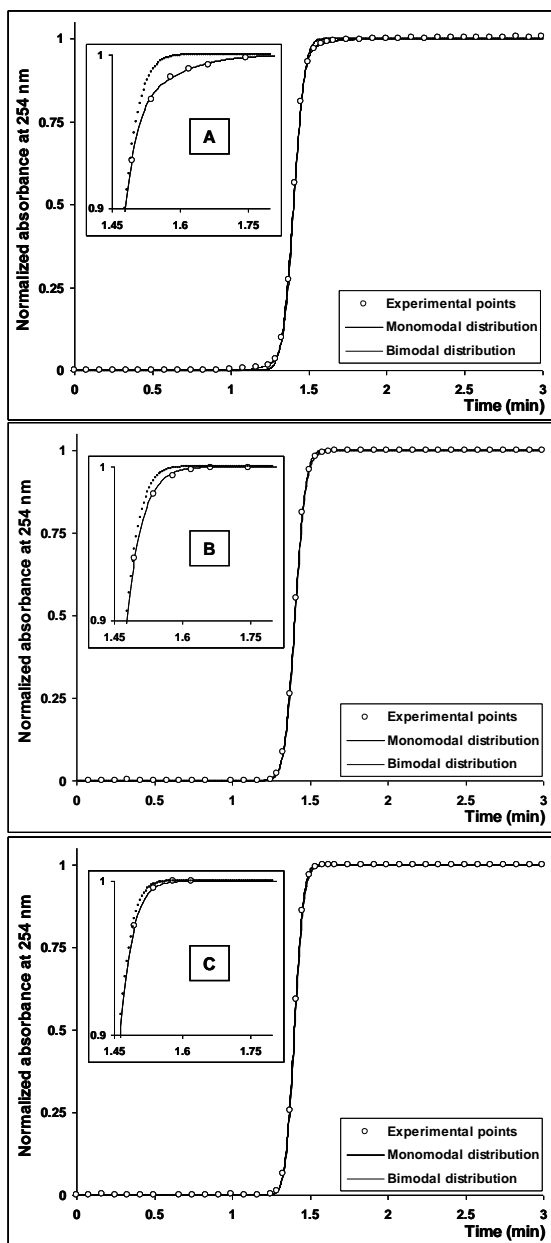 Normalized absorbance at 254 nm
1
0.75
0.5
0.25
0
0 0.5 1 1.5 2 2.5 3
Time (min)
1
0.9
1.45 1.6 1.75
A
Experimental points
Monomodal distribution
Bimodal distribution
Normalized absorbance at 254 nm
1
0.75
0.5
0.25
0
0 0.5 1 1.5 2 2.5 3
Time (min)
1
0.9
1.45 1.6 1.75
B
Experimental points
Monomodal distribution
Bimodal distribution
Normalized absorbance at 254 nm
1
0.75
0.5
0.25
0
0 0.5 1 1.5 2 2.5 3
Time (min)
1
0.9
1.45 1.6 1.75
C
Experimental points
Monomodal distribution
Bimodal distribution